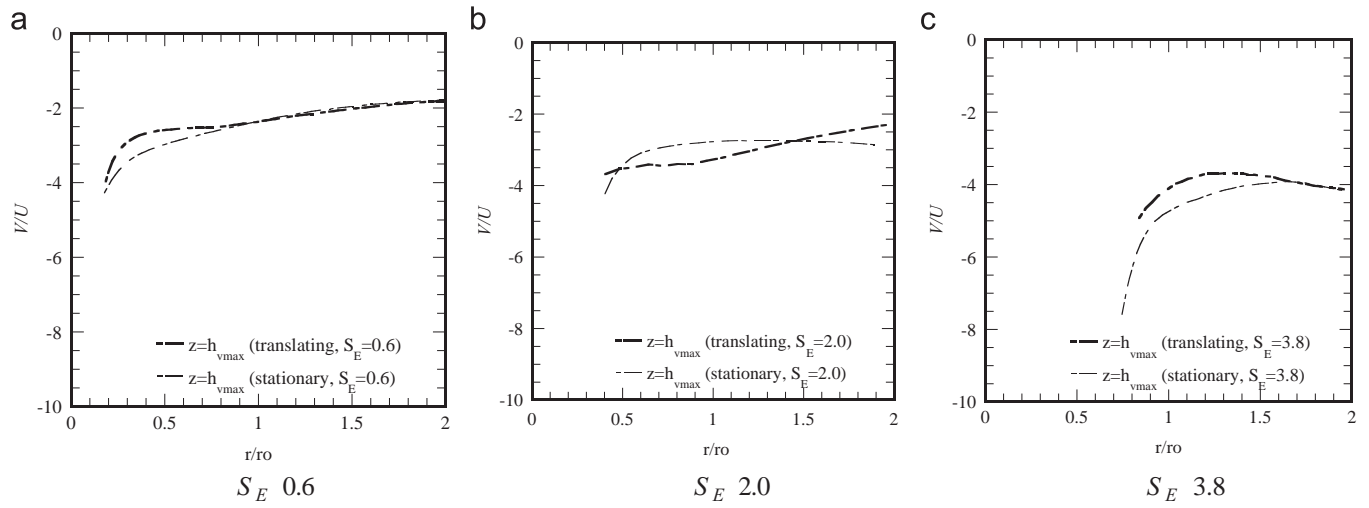 a
0
-2
-4
-6
-8
-10
V/U
z=h_vmax (translating, S_E=0.6)
z=h_vmax (stationary, S_E=0.6)
0 0.5 1 1.5 2
r/ro
S_E 0.6
b
0
-2
-4
-6
-8
-10
V/U
z=h_vmax (translating, S_E=2.0)
z=h_vmax (stationary, S_E=2.0)
0 0.5 1 1.5 2
r/ro
S_E 2.0
c
0
-2
-4
-6
-8
-10
V/U
z=h_vmax (translating, S_E=3.8)
z=h_vmax (stationary, S_E=3.8)
0 0.5 1 1.5 2
r/ro
S_E 3.8